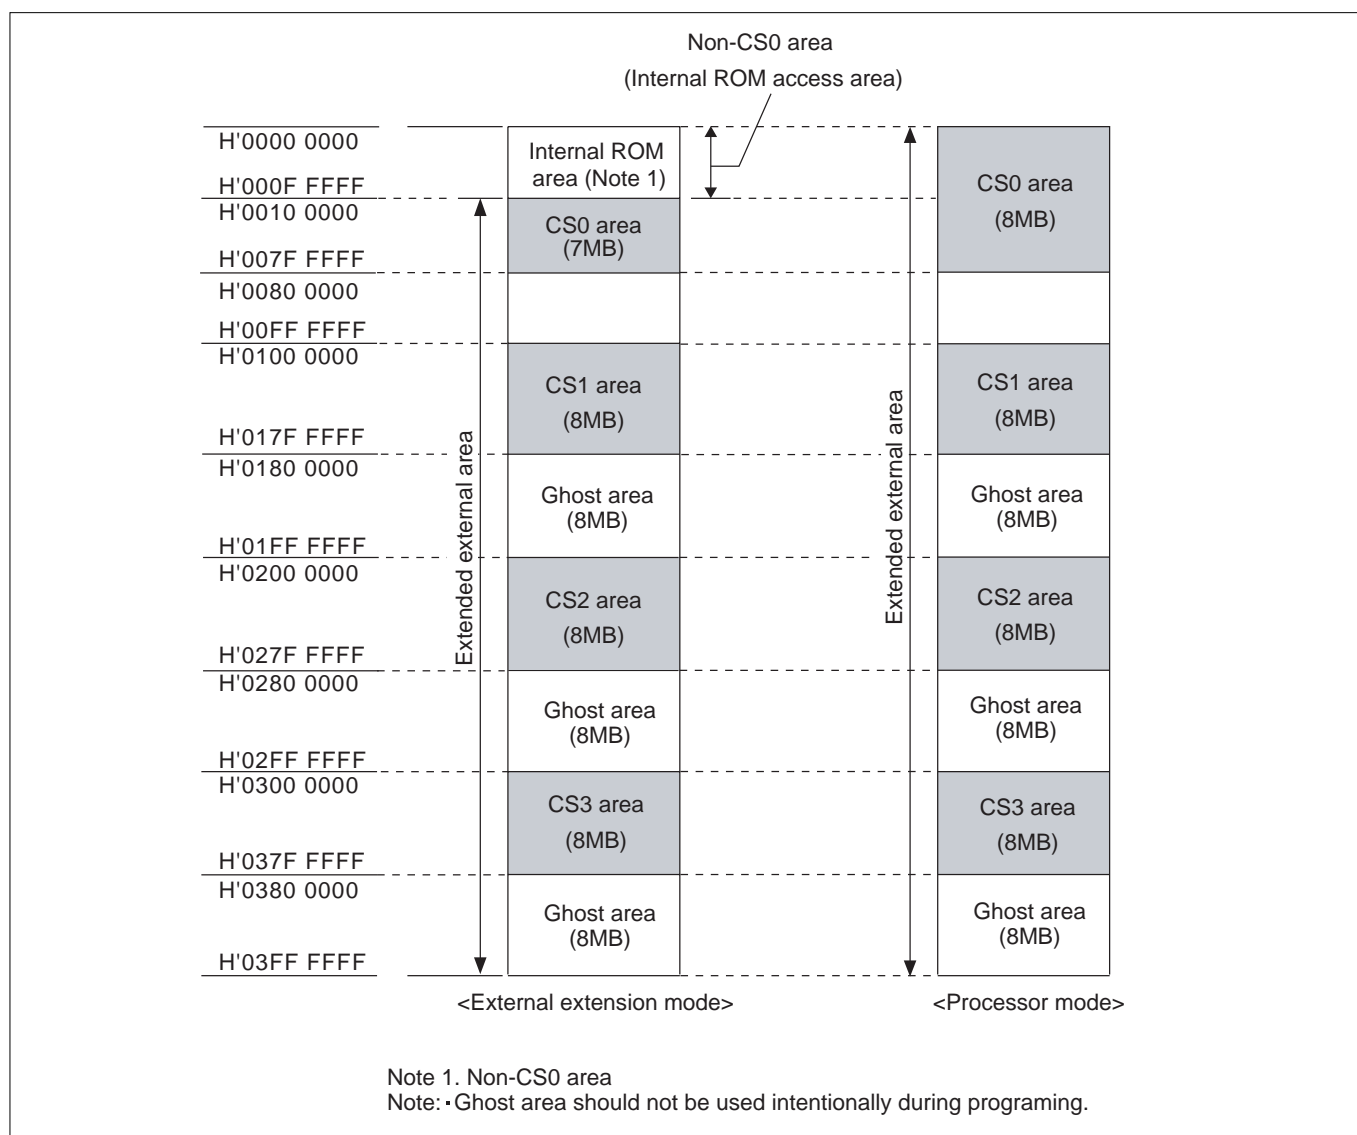 Non-CS0 area
(Internal ROM access area)
H'0000 0000
H'000F FFFF
H'0010 0000
H'007F FFFF
H'0080 0000
H'00FF FFFF
H'0100 0000
H'017F FFFF
H'0180 0000
H'01FF FFFF
H'0200 0000
H'027F FFFF
H'0280 0000
H'02FF FFFF
H'0300 0000
H'037F FFFF
H'0380 0000
H'03FF FFFF
Extended external area
Internal ROM
area (Note 1)
CS0 area
(7MB)
CS1 area
(8MB)
Ghost area
(8MB)
CS2 area
(8MB)
Ghost area
(8MB)
CS3 area
(8MB)
Ghost area
(8MB)
<External extension mode>
Extended external area
CS0 area
(8MB)
CS1 area
(8MB)
Ghost area
(8MB)
CS2 area
(8MB)
Ghost area
(8MB)
CS3 area
(8MB)
Ghost area
(8MB)
<Processor mode>
Note 1. Non-CS0 area
Note: · Ghost area should not be used intentionally during programing.